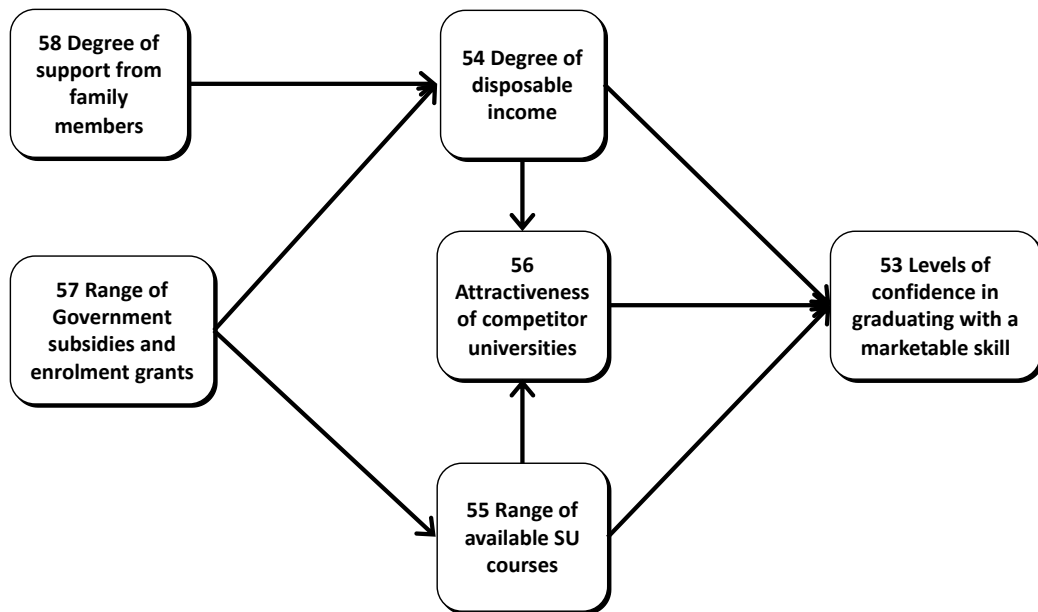 58 Degree of
support from
family
members
54 Degree of
disposable
income
57 Range of
Government
subsidies and
enrolment grants
56
Attractiveness
of competitor
universities
53 Levels of
confidence in
graduating with a
marketable skill
55 Range of
available SU
courses